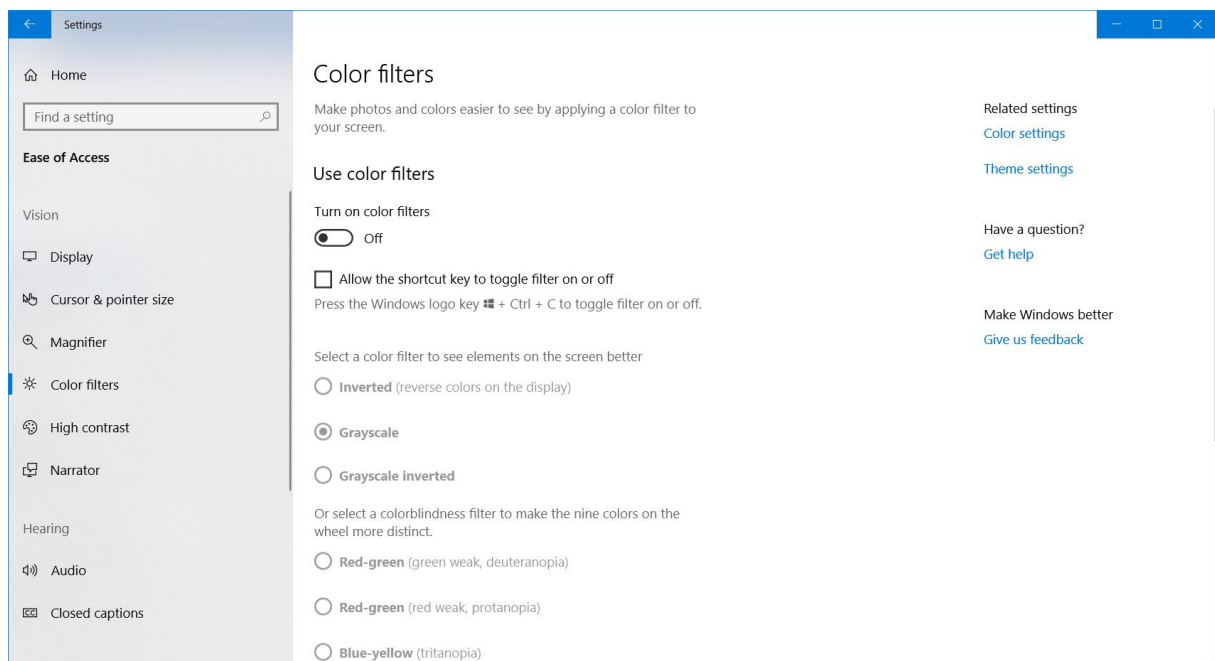 Settings
Home
Find a setting
Ease of Access
Vision
Display
Cursor & pointer size
Magnifier
Color filters
High contrast
Narrator
Hearing
Audio
Closed captions
Color filters
Make photos and colors easier to see by applying a color filter to
your screen.
Use color filters
Turn on color filters
Off
Allow the shortcut key to toggle filter on or off
Press the Windows logo key + Ctrl + C to toggle filter on or off.
Select a color filter to see elements on the screen better
Inverted (reverse colors on the display)
Grayscale
Grayscale inverted
Or select a colorblindness filter to make the nine colors on the
wheel more distinct.
Red-green (green weak, deuteranopia)
Red-green (red weak, protanopia)
Blue-yellow (tritanopia)
Related settings
Color settings
Theme settings
Have a question?
Get help
Make Windows better
Give us feedback